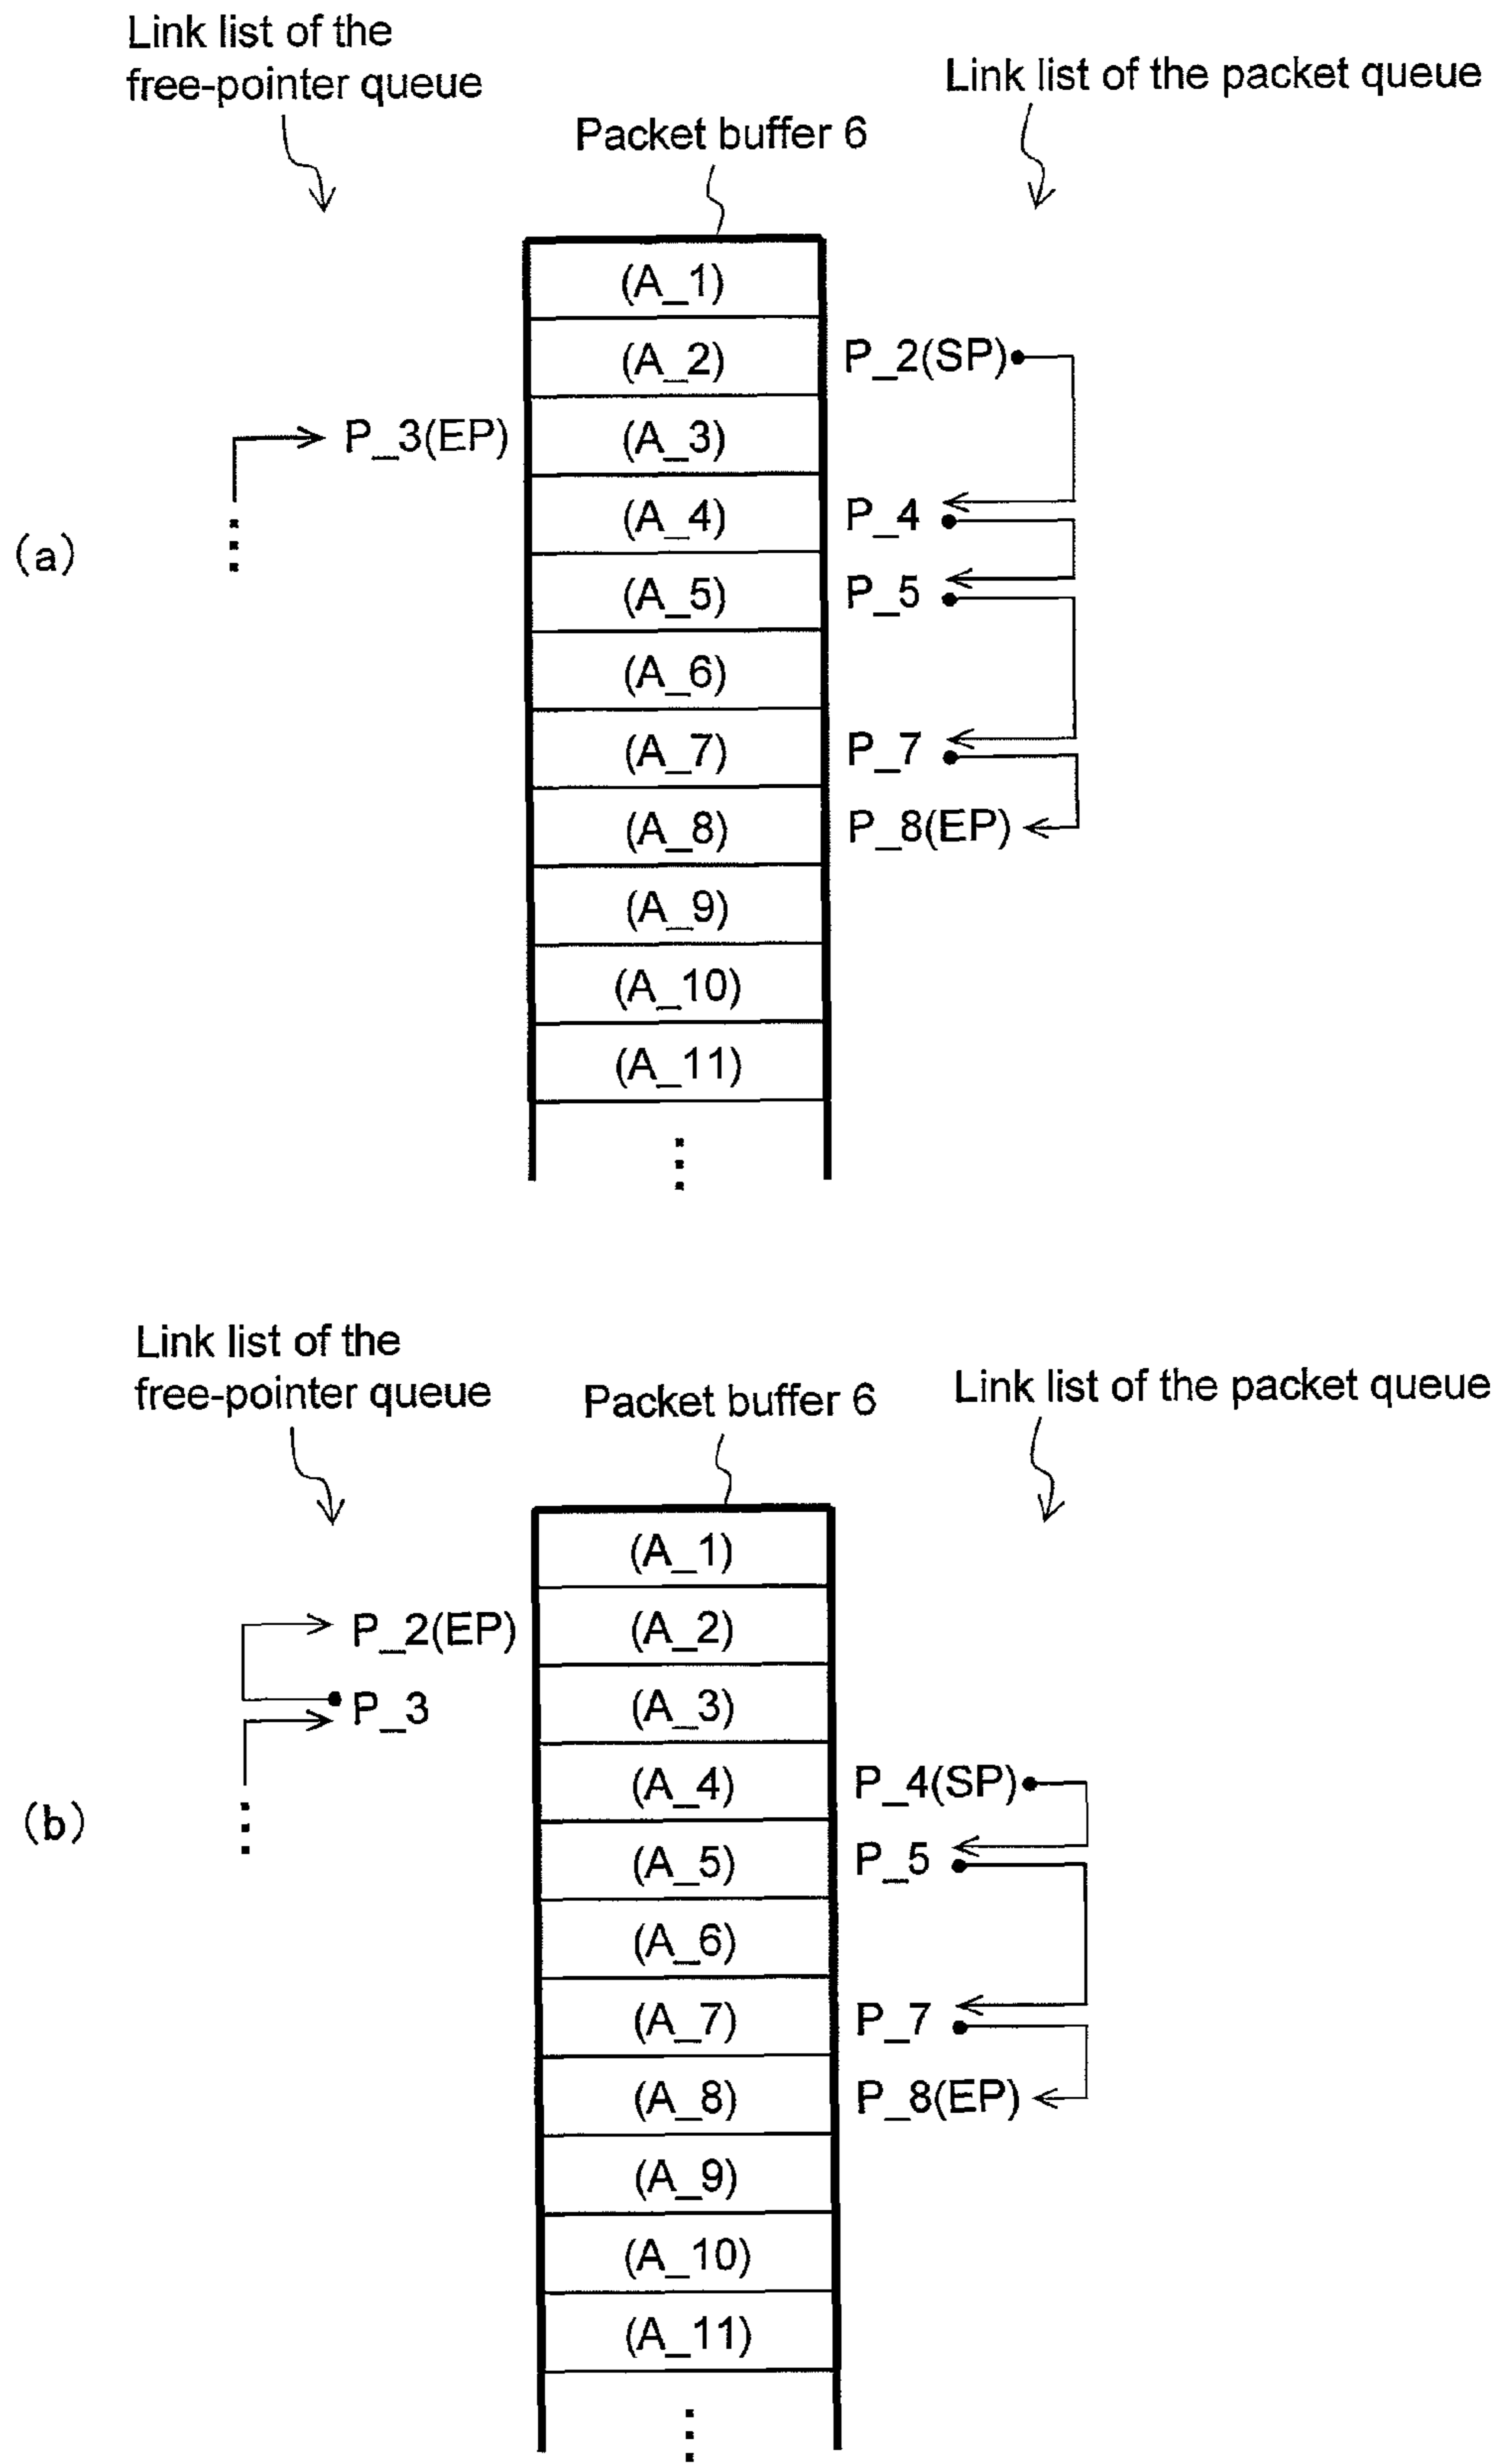 Link list of the
free-pointer queue
Link list of the packet queue
Packet buffer 6
(A_1)
(A_2) P_2(SP)
P_3(EP) (A_3)
(A_4) P_4
(a)
(A_5) P_5
(A_6)
(A_7) P_7
(A_8) P_8(EP)
(A_9)
(A_10)
(A_11)
Link list of the
free-pointer queue
Link list of the packet queue
Packet buffer 6
(A_1)
P_2(EP) (A_2)
P_3 (A_3)
(A_4) P_4(SP)
(b)
(A_5) P_5
(A_6)
(A_7) P_7
(A_8) P_8(EP)
(A_9)
(A_10)
(A_11)